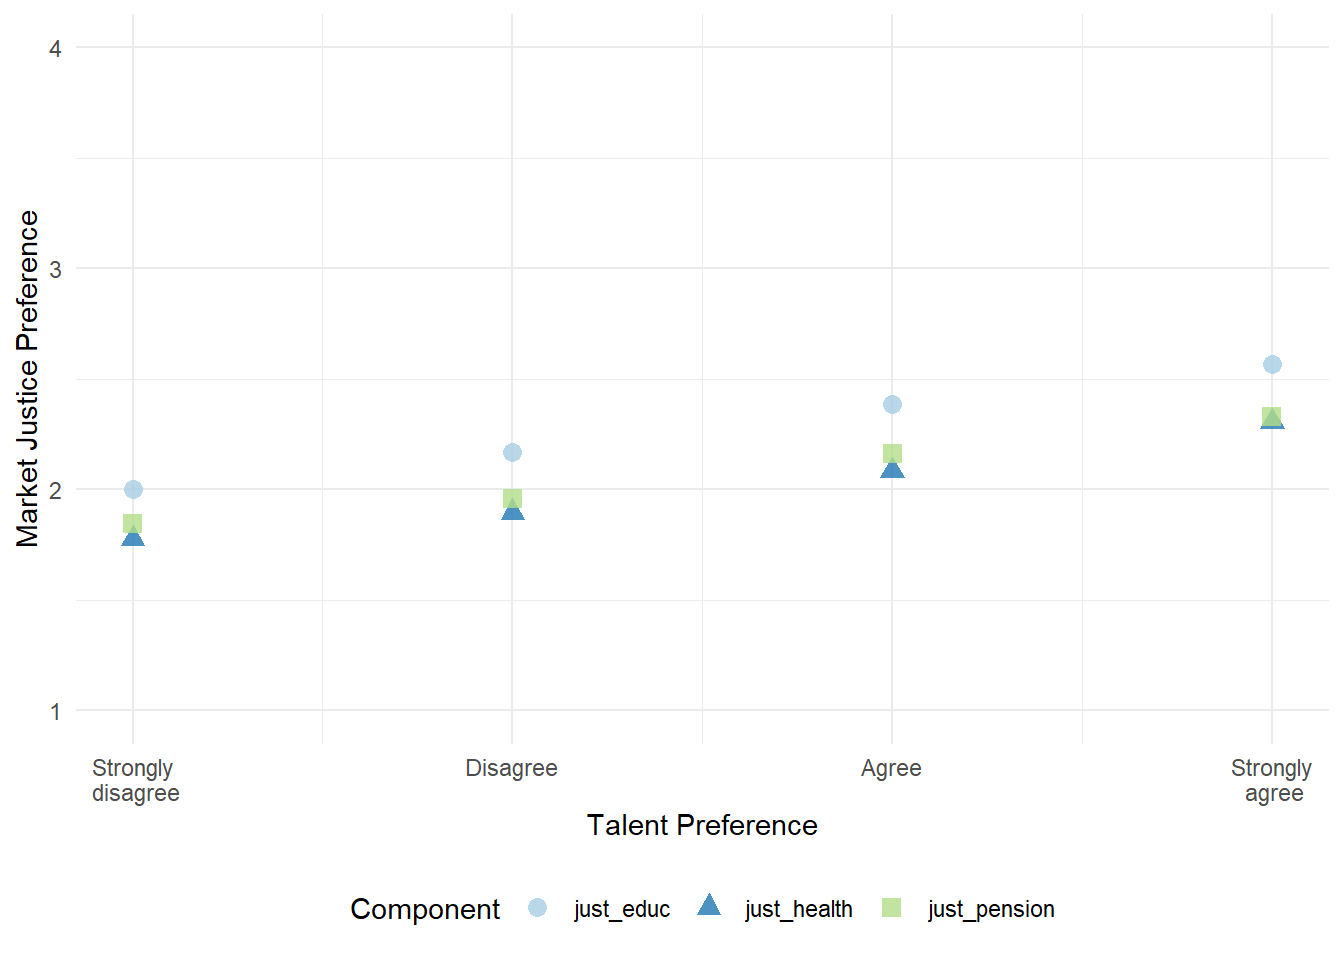 4
3
2
1
Market Justice Preference
Strongly
disagree
Disagree
Agree
Strongly
agree
Talent Preference
Component just_educ just_health just_pension